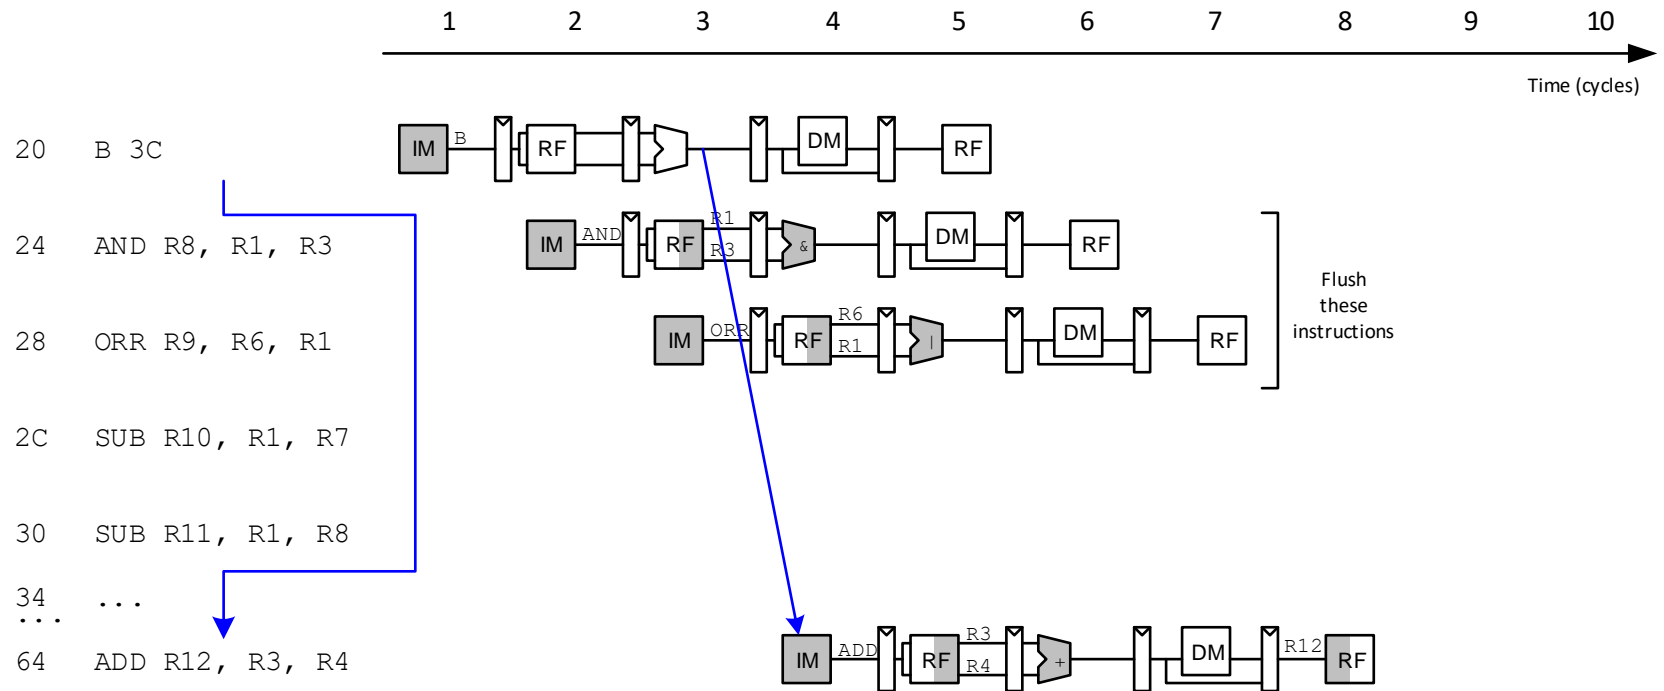 1 2 3 4 5 6 7 8 9 10
Time (cycles)
20 B 3C
IM B RF DM RF
24 AND R8, R1, R3
IM AND RF R1 R3 & DM RF
28 ORR R9, R6, R1
IM ORR RF R6 R1 | DM RF
Flush
these
instructions
2C SUB R10, R1, R7
30 SUB R11, R1, R8
34 ...
...
64 ADD R12, R3, R4
IM ADD RF R3 R4 + DM R12 RF